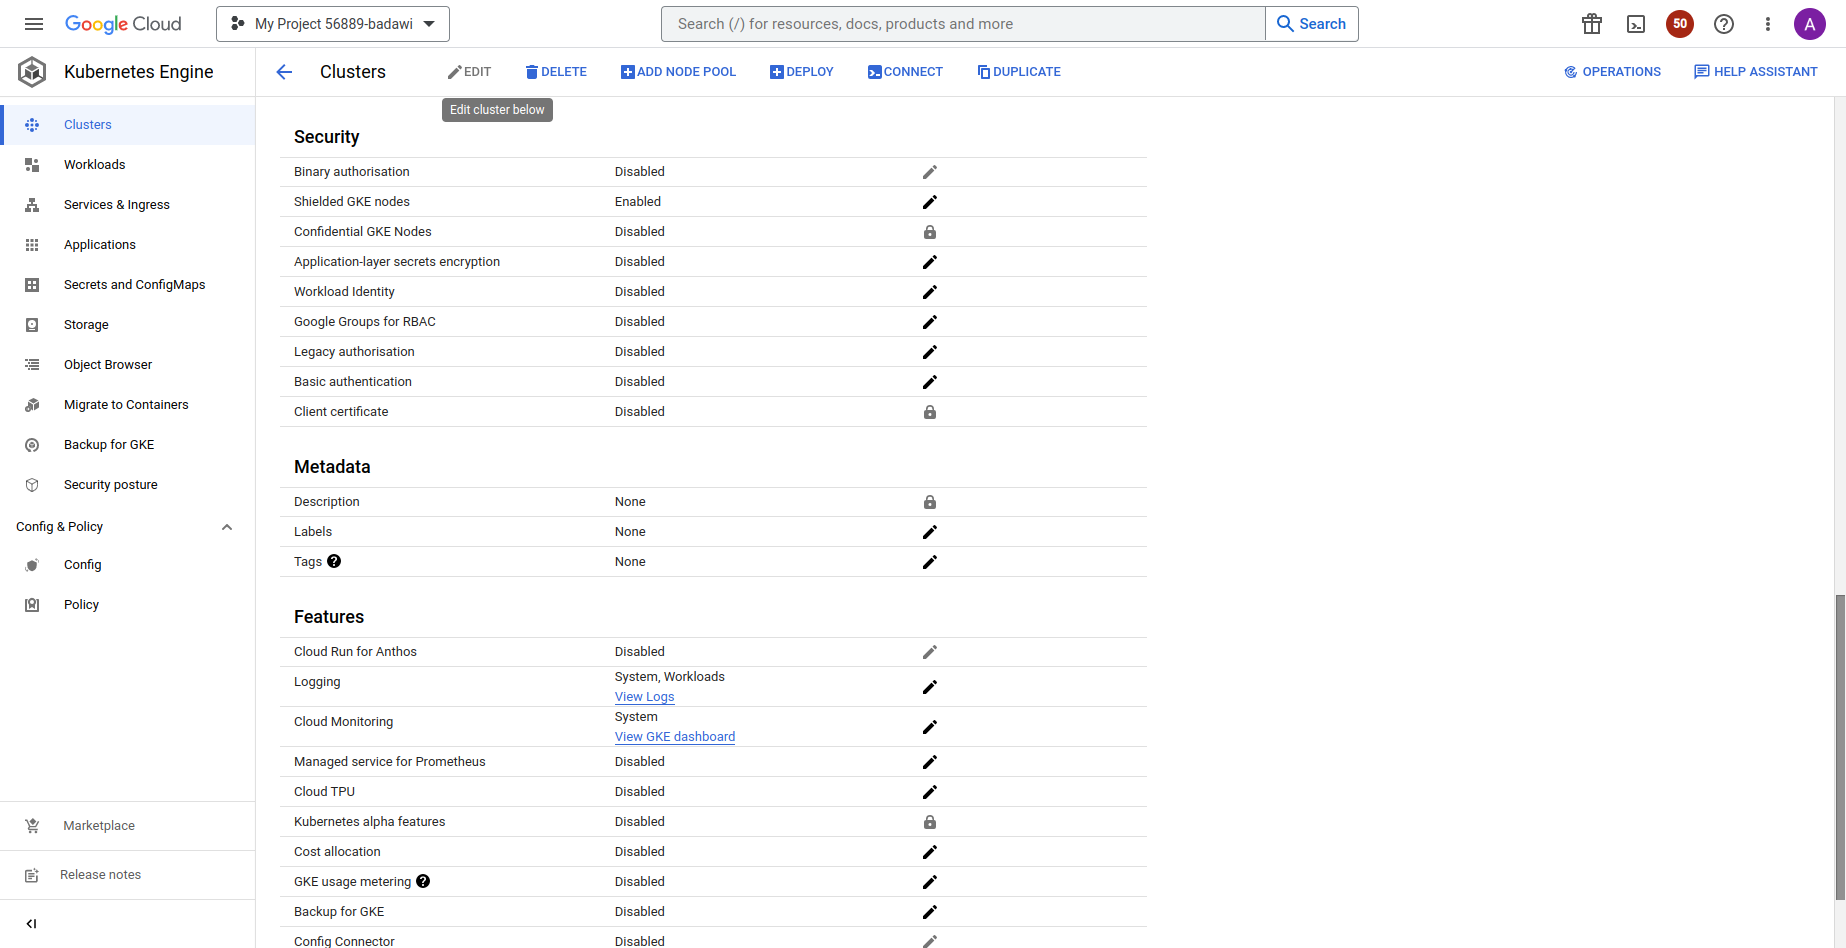 Google Cloud
My Project 56889-badawi
Search (/) for resources, docs, products and more
Search
50
A
Kubernetes Engine
Clusters
EDIT
DELETE
ADD NODE POOL
DEPLOY
CONNECT
DUPLICATE
OPERATIONS
HELP ASSISTANT
Edit cluster below
Clusters
Workloads
Services & Ingress
Applications
Secrets and ConfigMaps
Storage
Object Browser
Migrate to Containers
Backup for GKE
Security posture
Config & Policy
Config
Policy
Marketplace
Release notes
Security
Binary authorisation Disabled
Shielded GKE nodes Enabled
Confidential GKE Nodes Disabled
Application-layer secrets encryption Disabled
Workload Identity Disabled
Google Groups for RBAC Disabled
Legacy authorisation Disabled
Basic authentication Disabled
Client certificate Disabled
Metadata
Description None
Labels None
Tags None
Features
Cloud Run for Anthos Disabled
Logging System, Workloads
View Logs
Cloud Monitoring System
View GKE dashboard
Managed service for Prometheus Disabled
Cloud TPU Disabled
Kubernetes alpha features Disabled
Cost allocation Disabled
GKE usage metering Disabled
Backup for GKE Disabled
Config Connector Disabled